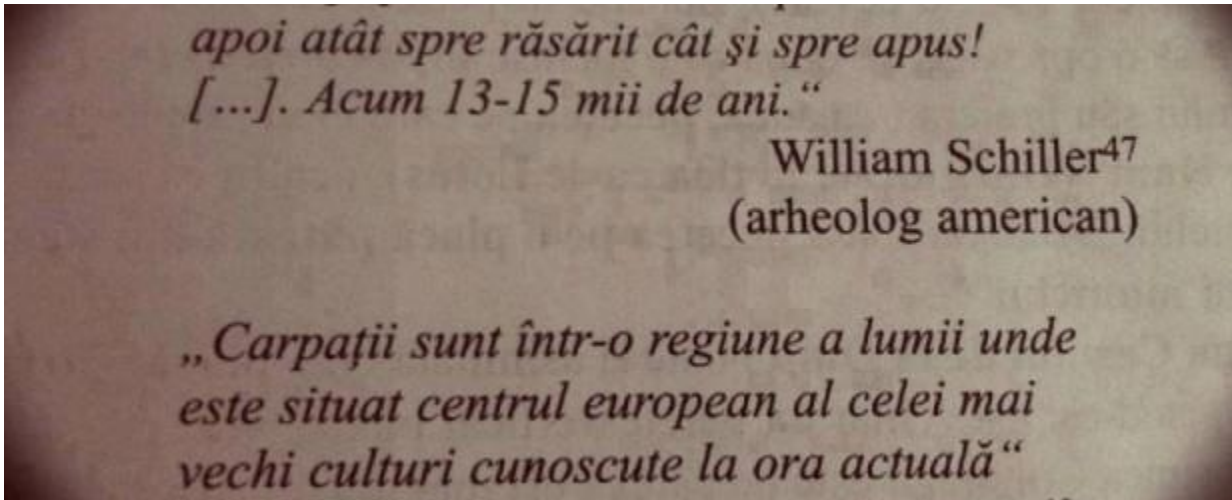 apoi atât spre răsărit cât şi spre apus!
[...]. Acum 13-15 mii de ani.“
William Schiller47
(arheolog american)
„Carpaţii sunt într-o regiune a lumii unde
este situat centrul european al celei mai
vechi culturi cunoscute la ora actuală“